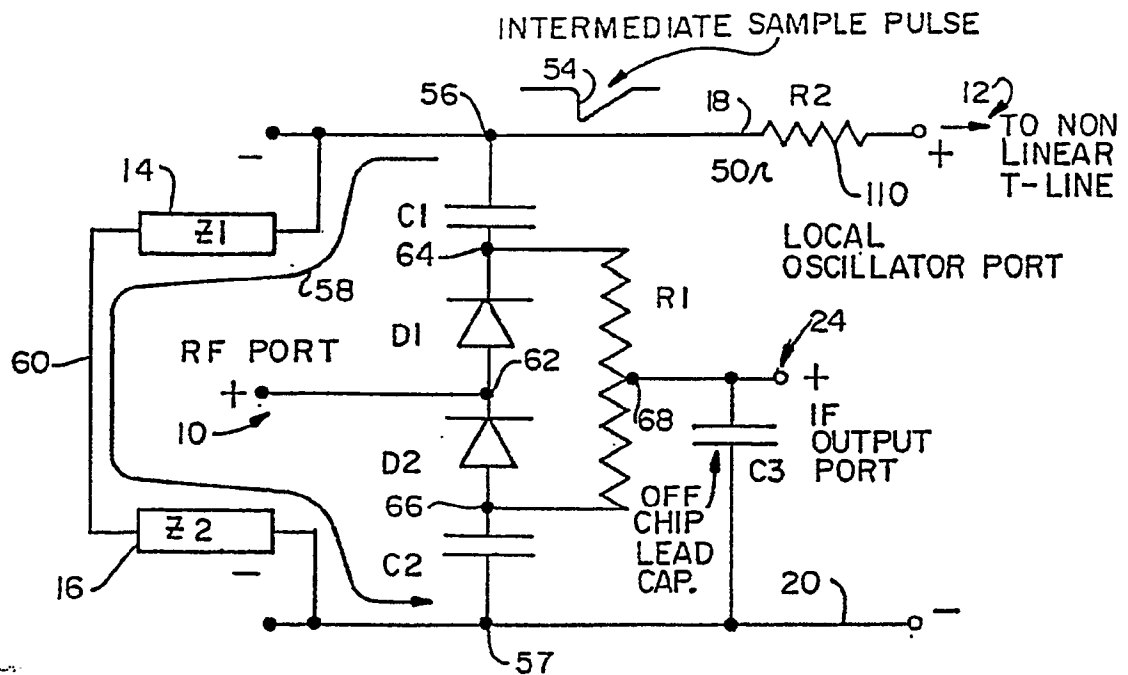 INTERMEDIATE SAMPLE PULSE
54
56
18
R2
12
+
TO NON
LINEAR
T-LINE
-
50Ω
110
14
Z1
C1
64
LOCAL
OSCILLATOR PORT
58
R1
D1
24
60
RF PORT
62
+
+
10
68
IF
OUTPUT
PORT
D2
C3
66
OFF
CHIP
LEAD
CAP.
Z2
C2
16
-
20
-
57